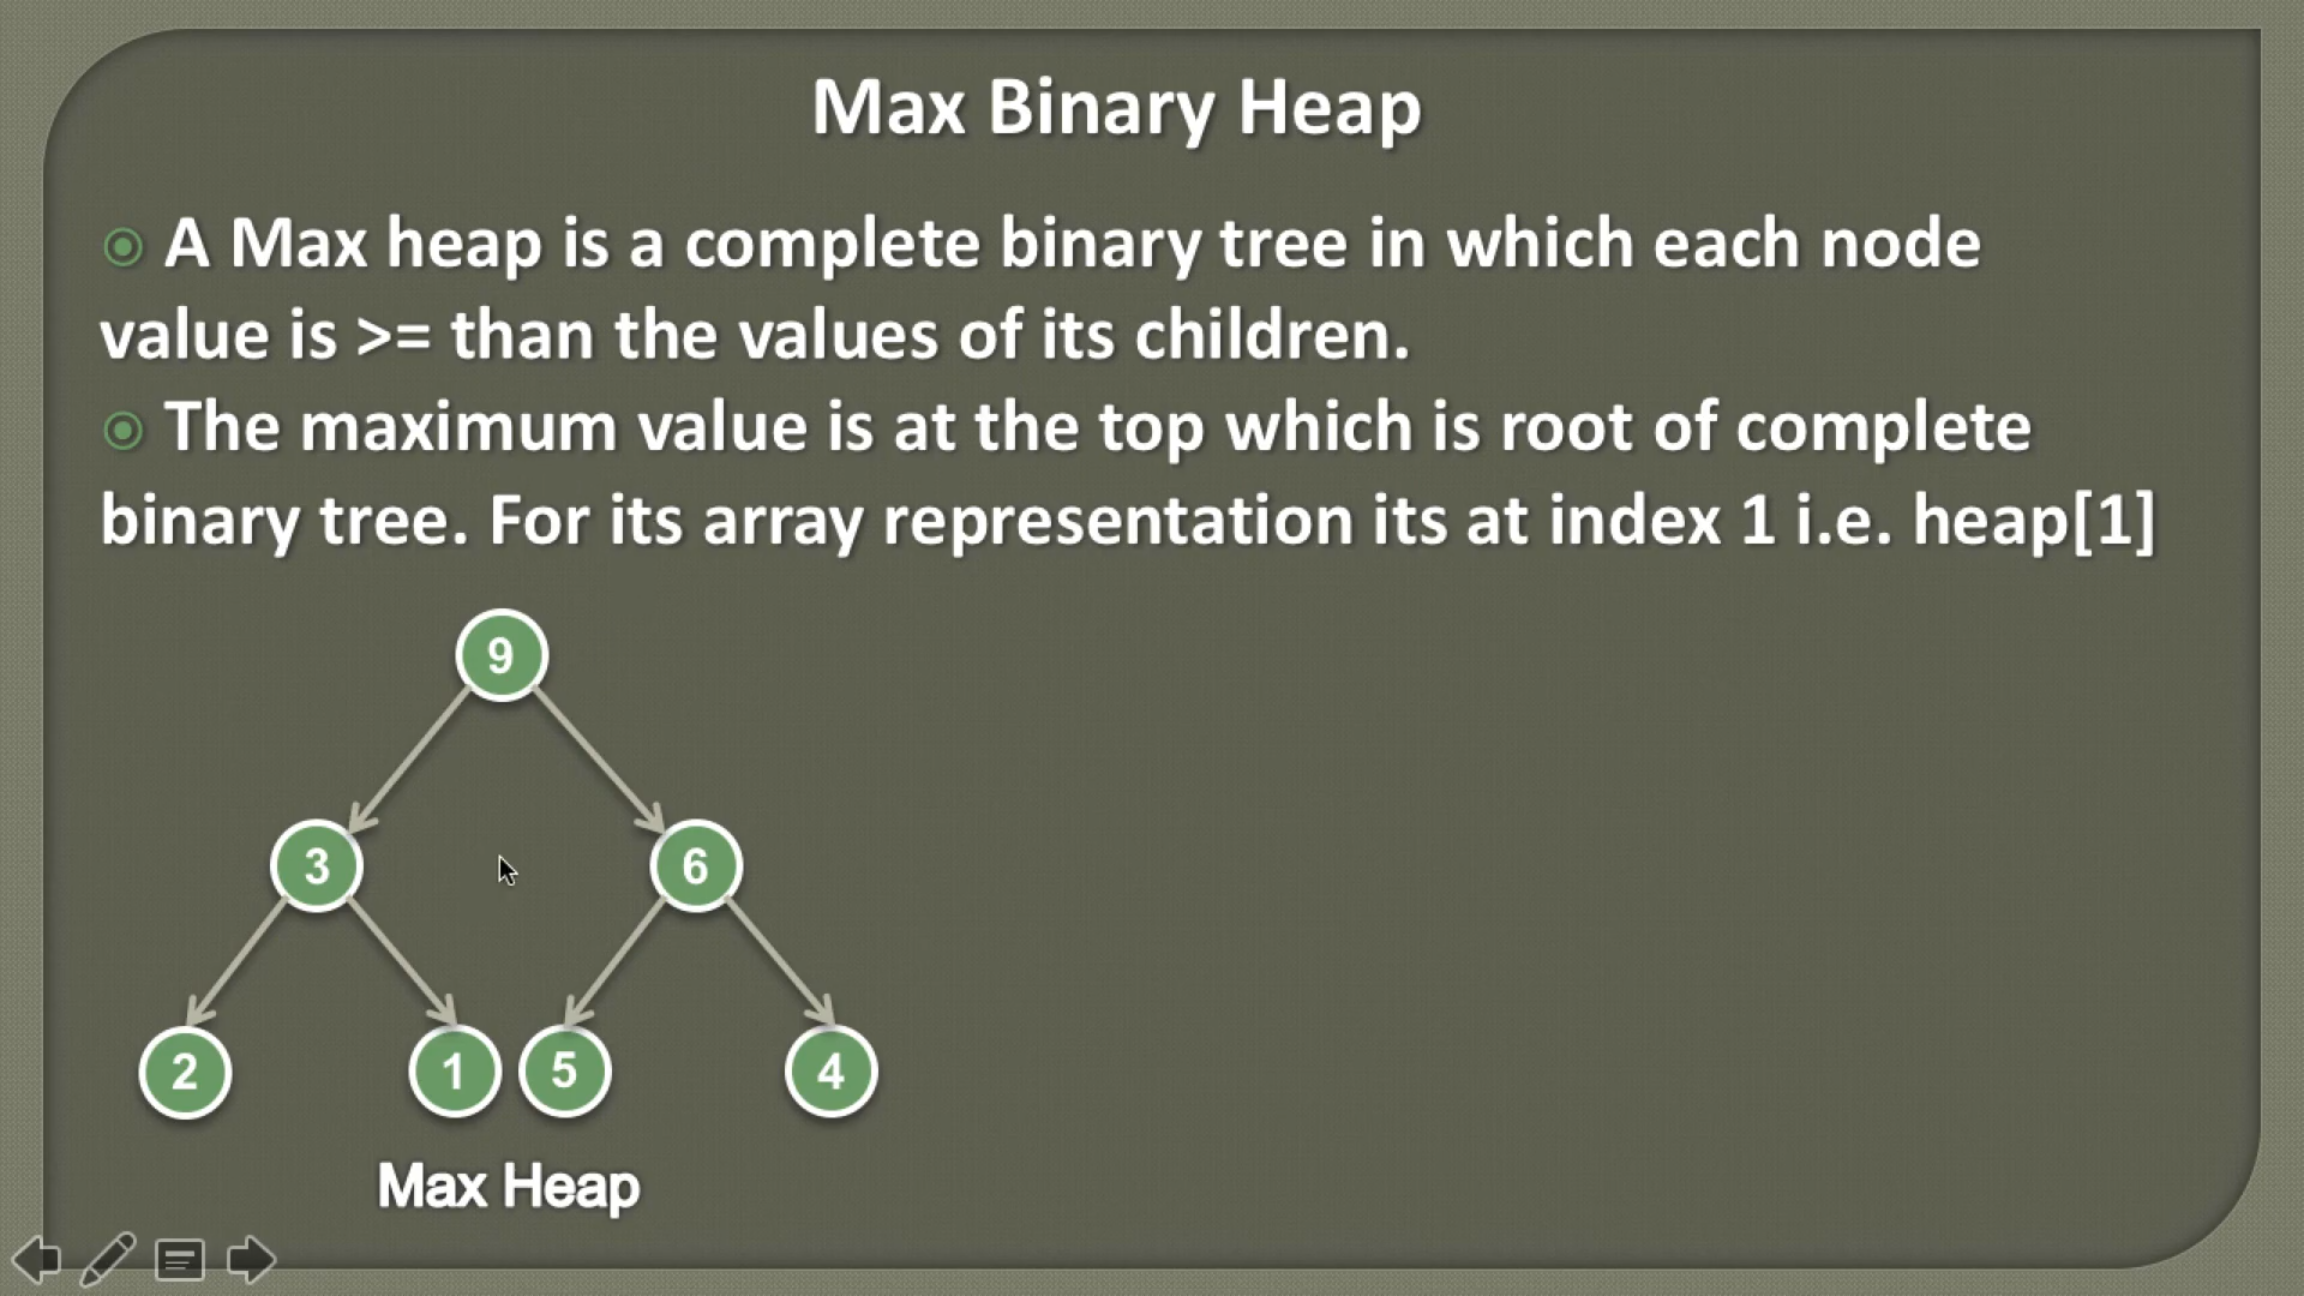 Max Binary Heap
A Max heap is a complete binary tree in which each node
value is >= than the values of its children.
The maximum value is at the top which is root of complete
binary tree. For its array representation its at index 1 i.e. heap[1]
9
3 6
2 1 5 4
Max Heap